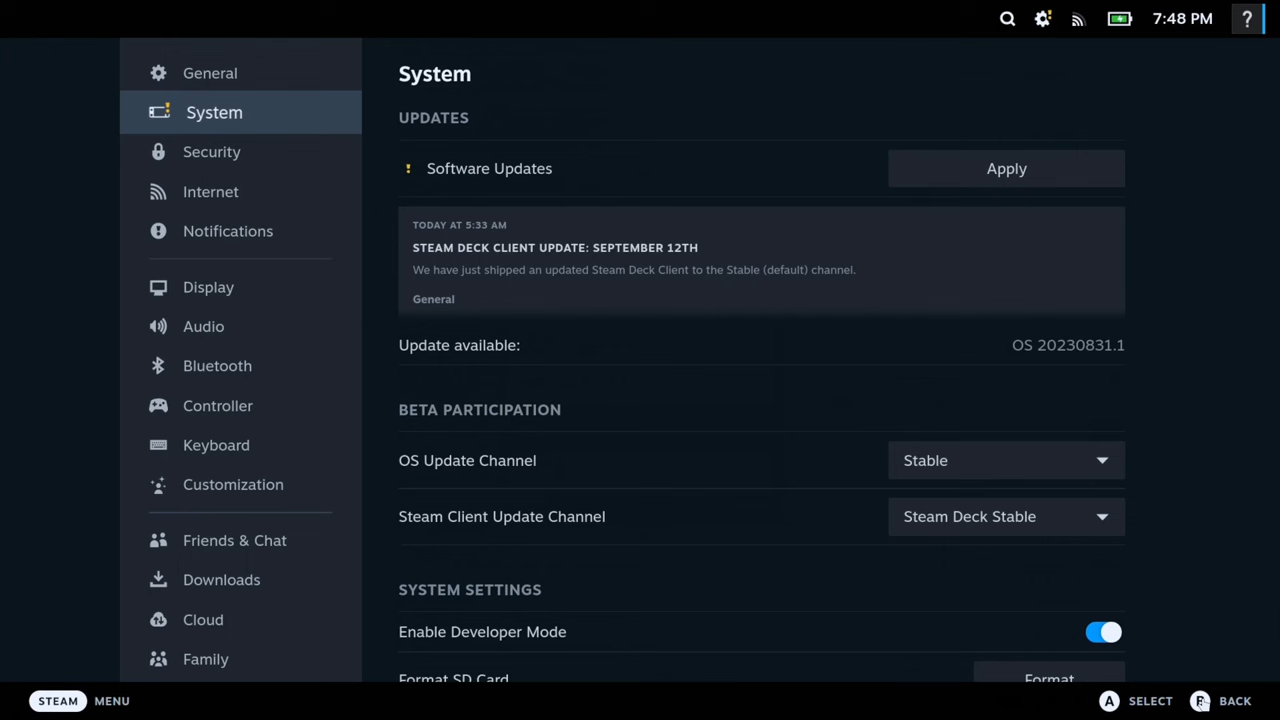 7:48 PM
?
General
System
Security
Internet
Notifications
Display
Audio
Bluetooth
Controller
Keyboard
Customization
Friends & Chat
Downloads
Cloud
Family
System
UPDATES
Software Updates
Apply
TODAY AT 5:33 AM
STEAM DECK CLIENT UPDATE: SEPTEMBER 12TH
We have just shipped an updated Steam Deck Client to the Stable (default) channel.
General
Update available:
OS 20230831.1
BETA PARTICIPATION
OS Update Channel
Stable
Steam Client Update Channel
Steam Deck Stable
SYSTEM SETTINGS
Enable Developer Mode
Format SD Card
Format
STEAM MENU
A SELECT B BACK